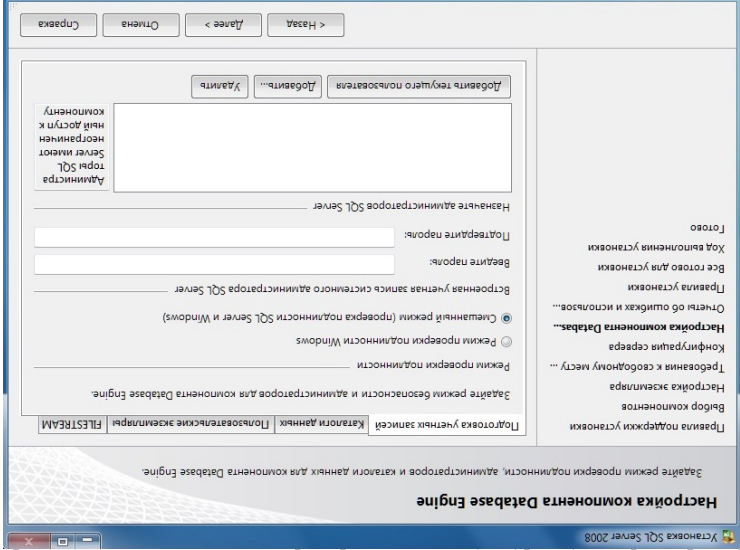 Установка SQL Server 2008
Настройка компонента Database Engine
Задайте режим проверки подлинности, администраторов и каталоги данных для компонента Database Engine.
Правила поддержки установки
Выбор компонентов
Настройка экземпляра
Требования к свободному месту ...
Конфигурация сервера
Настройка компонента Databas...
Отчеты об ошибках и использов...
Правила установки
Все готово для установки
Ход выполнения установки
Готово
Подготовка учетных записей
Каталоги данных
Пользовательские экземпляры
FILESTREAM
Задайте режим безопасности и администраторов для компонента Database Engine.
Режим проверки подлинности
Режим проверки подлинности Windows
Смешанный режим (проверка подлинности SQL Server и Windows)
Встроенная учетная запись системного администратора SQL Server
Введите пароль:
Подтвердите пароль:
Назначьте администраторов SQL Server
Администра
торы SQL
Server имеют
неограничен
ный доступ к
компоненту
Добавить текущего пользователя
Добавить...
Удалить
< Назад
Далее >
Отмена
Справка